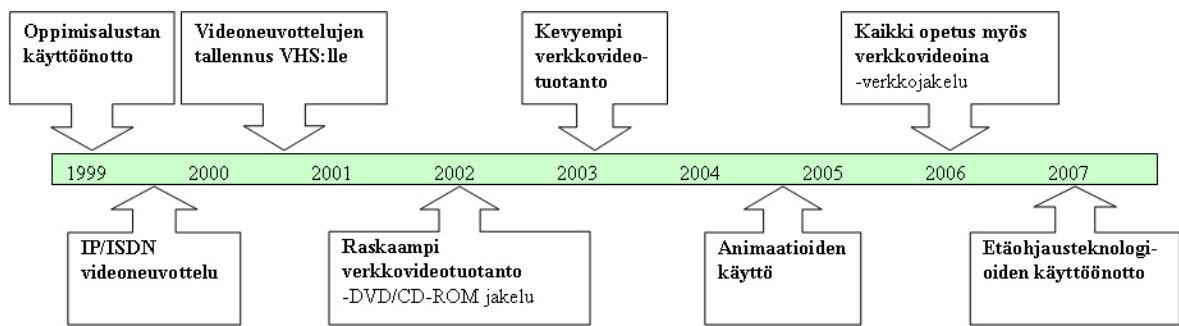 Oppimisalustan
käyttöönotto
Videoneuvottelujen
tallennus VHS:lle
Kevyempi
verkkovideo-
tuotanto
Kaikki opetus myös
verkkovideoina
-verkkojakelu
1999 2000 2001 2002 2003 2004 2005 2006 2007
IP/ISDN
videoneuvottelu
Raskaampi
verkkovideotuotanto
-DVD/CD-ROM jakelu
Animaatioiden
käyttö
Etäohjausteknologi-
oiden käyttöönotto